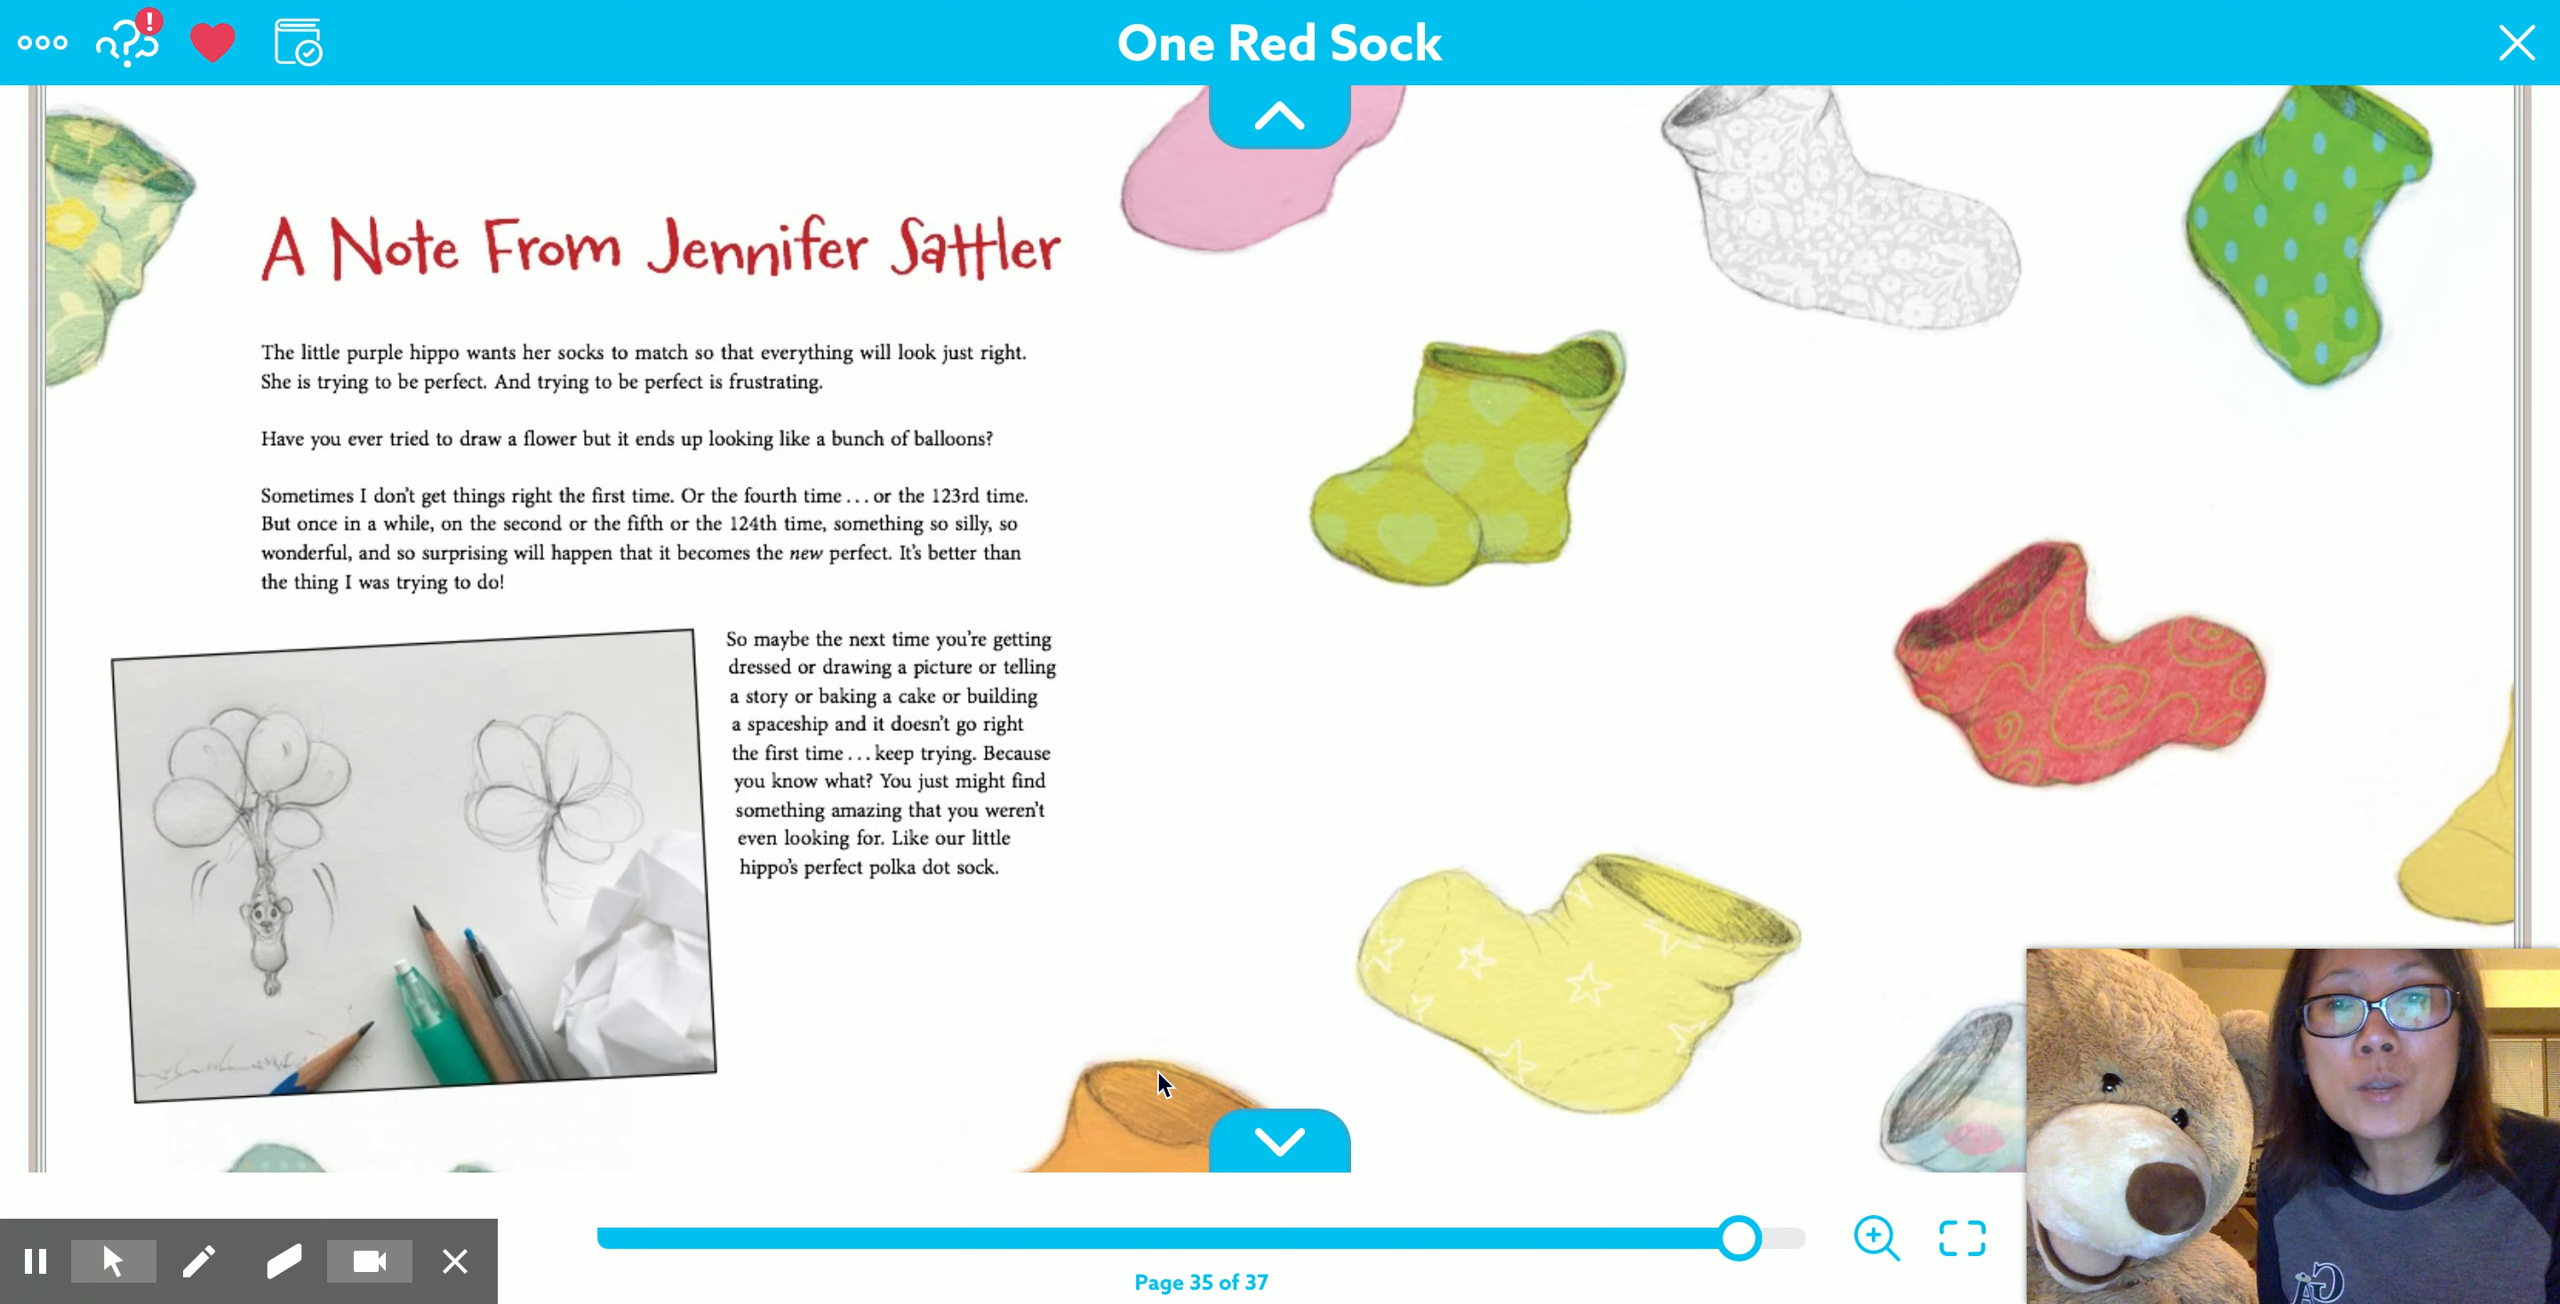 One Red Sock
A Note From Jennifer Sattler
The little purple hippo wants her socks to match so that everything will look just right.
She is trying to be perfect. And trying to be perfect is frustrating.
Have you ever tried to draw a flower but it ends up looking like a bunch of balloons?
Sometimes I don't get things right the first time. Or the fourth time . . . or the 123rd time.
But once in a while, on the second or the fifth or the 124th time, something so silly, so
wonderful, and so surprising will happen that it becomes the new perfect. It's better than
the thing I was trying to do!
So maybe the next time you're getting
dressed or drawing a picture or telling
a story or baking a cake or building
a spaceship and it doesn't go right
the first time . . . keep trying. Because
you know what? You just might find
something amazing that you weren't
even looking for. Like our little
hippo's perfect polka dot sock.
Page 35 of 37